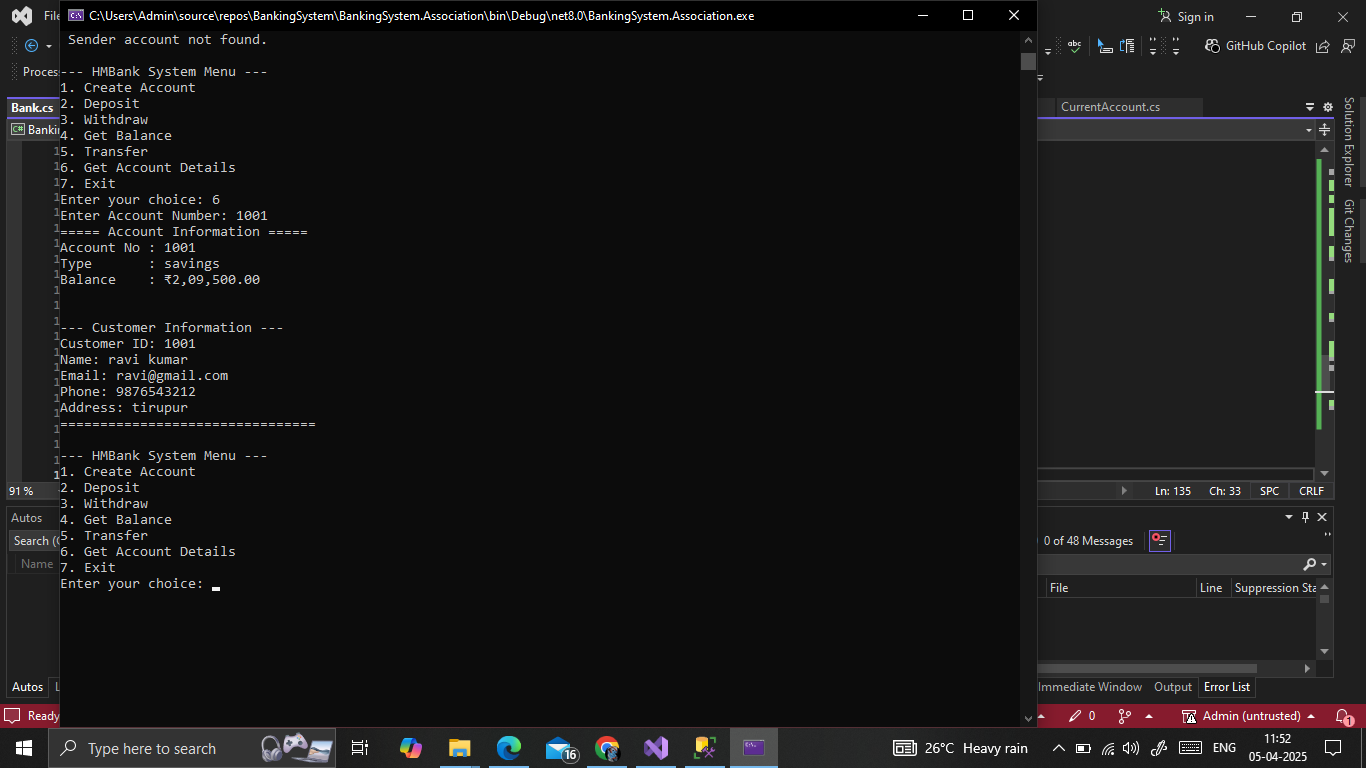 C:\Users\Admin\source\repos\BankingSystem\BankingSystem.Association\bin\Debug\net8.0\BankingSystem.Association.exe
Sign in
Sender account not found.
GitHub Copilot
--- HMBank System Menu ---
1. Create Account
2. Deposit
3. Withdraw
4. Get Balance
5. Transfer
6. Get Account Details
7. Exit
Enter your choice: 6
Enter Account Number: 1001
===== Account Information =====
Account No : 1001
Type       : savings
Balance    : ₹2,09,500.00
--- Customer Information ---
Customer ID: 1001
Name: ravi kumar
Email: ravi@gmail.com
Phone: 9876543212
Address: tirupur
================================
--- HMBank System Menu ---
1. Create Account
2. Deposit
3. Withdraw
4. Get Balance
5. Transfer
6. Get Account Details
7. Exit
Enter your choice:
Bank.cs
CurrentAccount.cs
Solution Explorer
Git Changes
91 %
Ln: 135 Ch: 33 SPC CRLF
Autos
Search (
Name
0 of 48 Messages
File Line Suppression Sta
Autos
Immediate Window Output Error List
Ready
0
Admin (untrusted)
1
Type here to search
16
26°C Heavy rain
ENG
11:52
05-04-2025